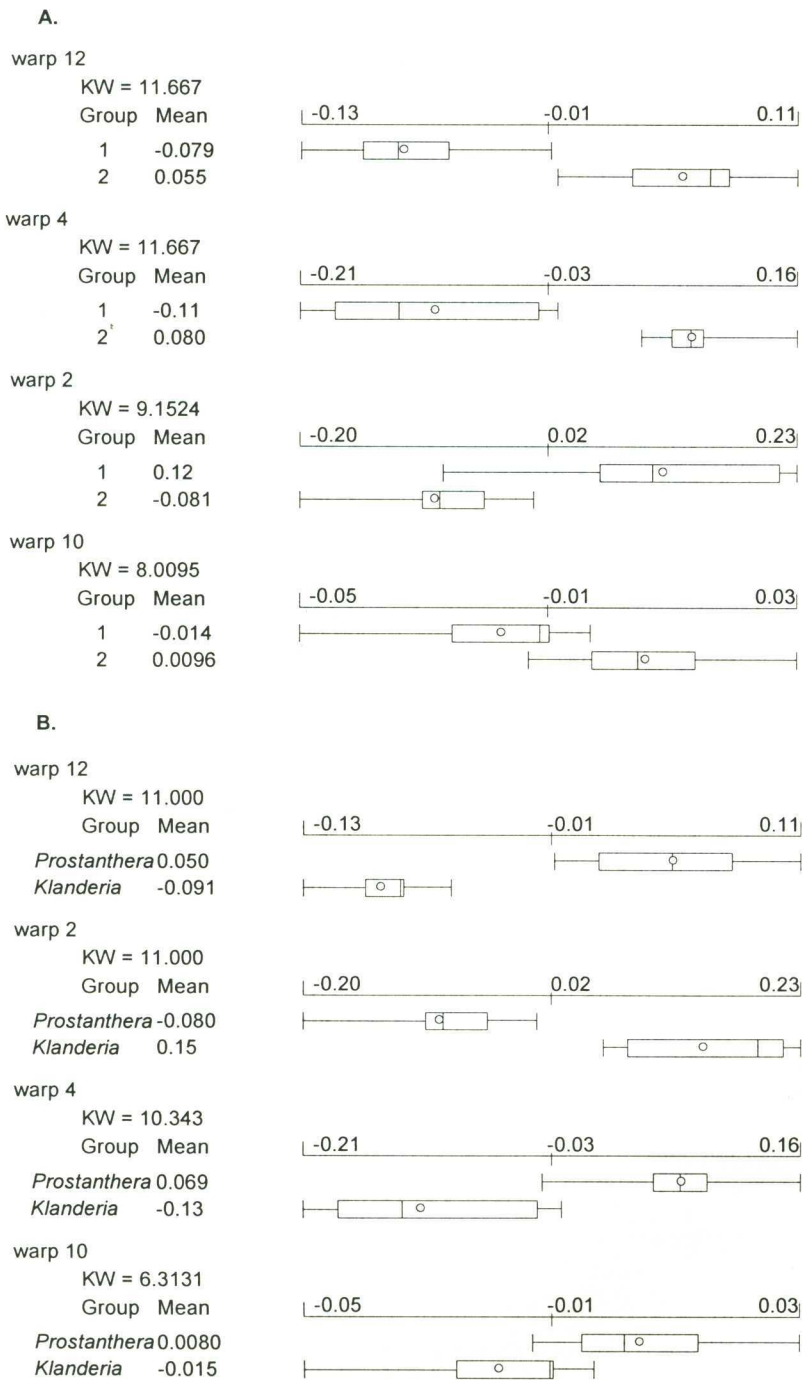 A.
warp 12
KW = 11.667
Group Mean -0.13 -0.01 0.11
1 -0.079
2 0.055
warp 4
KW = 11.667
Group Mean -0.21 -0.03 0.16
1 -0.11
2 0.080
warp 2
KW = 9.1524
Group Mean -0.20 0.02 0.23
1 0.12
2 -0.081
warp 10
KW = 8.0095
Group Mean -0.05 -0.01 0.03
1 -0.014
2 0.0096
B.
warp 12
KW = 11.000
Group Mean -0.13 -0.01 0.11
Prostanthera 0.050
Klanderia -0.091
warp 2
KW = 11.000
Group Mean -0.20 0.02 0.23
Prostanthera -0.080
Klanderia 0.15
warp 4
KW = 10.343
Group Mean -0.21 -0.03 0.16
Prostanthera 0.069
Klanderia -0.13
warp 10
KW = 6.3131
Group Mean -0.05 -0.01 0.03
Prostanthera 0.0080
Klanderia -0.015